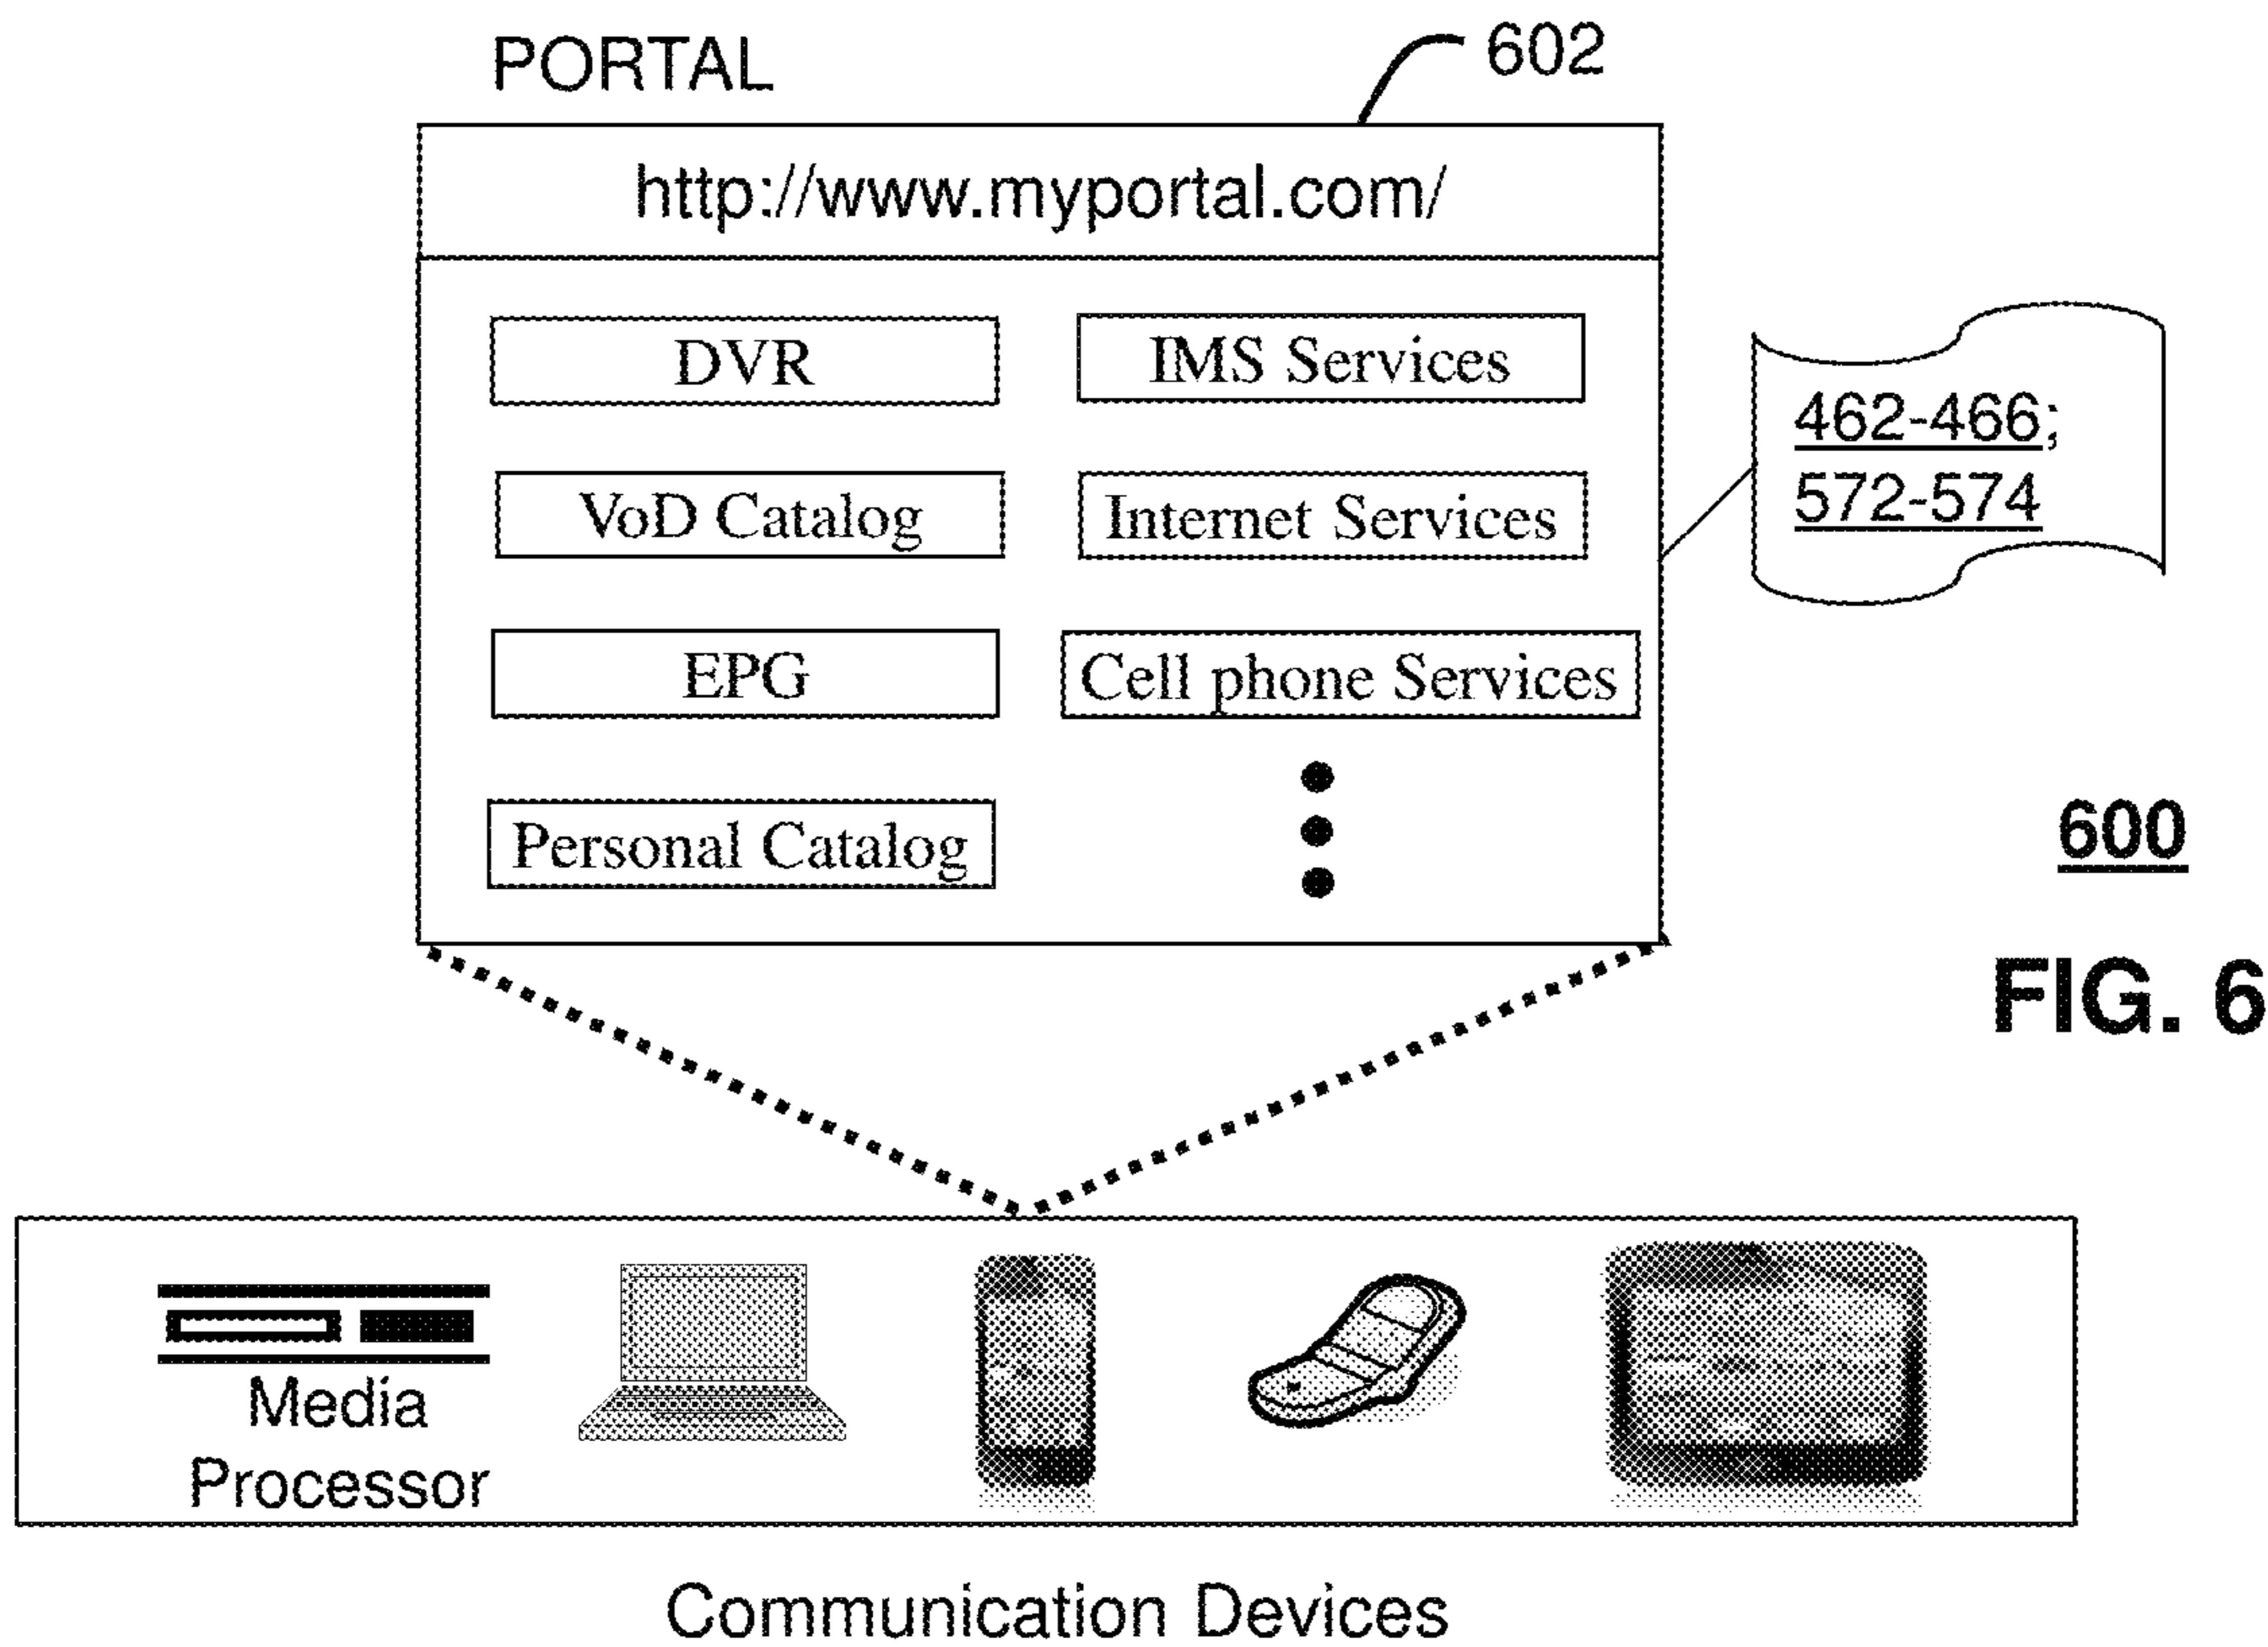 PORTAL
602
http://www.myportal.com/
DVR
IMS Services
VoD Catalog
Internet Services
EPG
Cell phone Services
Personal Catalog
462-466;
572-574
600
FIG. 6
Media
Processor
Communication Devices